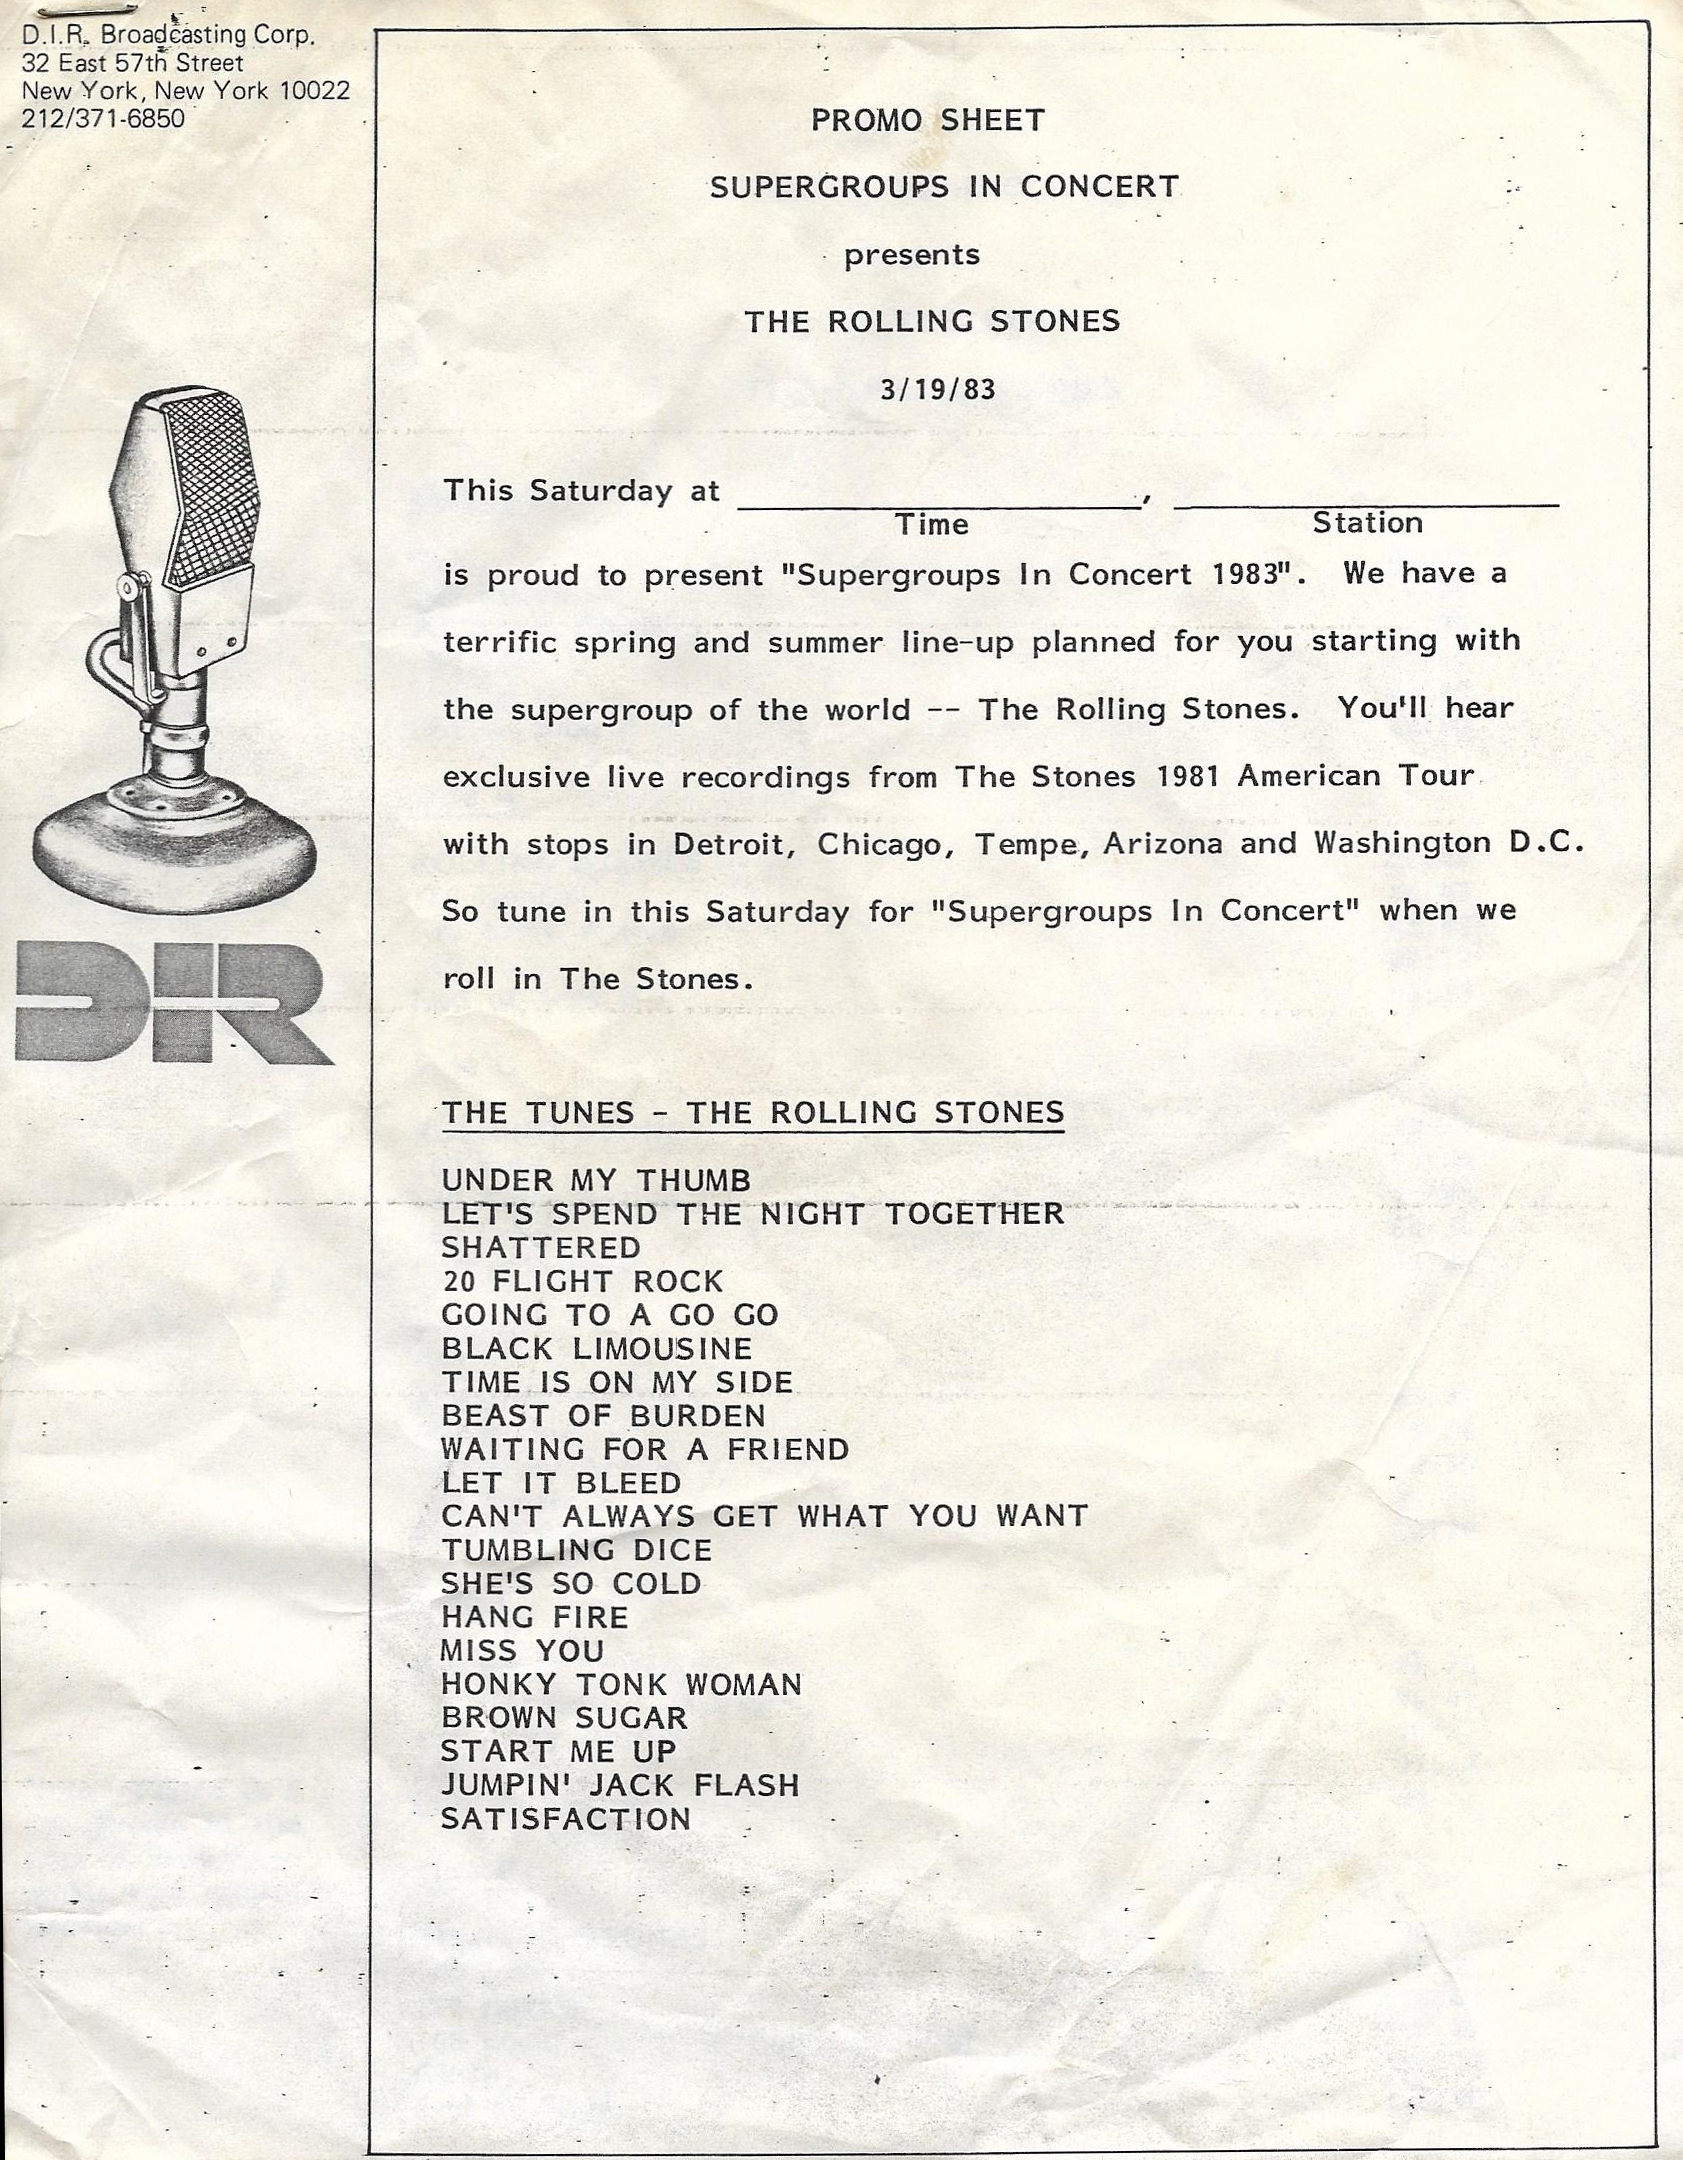 D.I.R. Broadcasting Corp.
32 East 57th Street
New York, New York 10022
212/371-6850
PROMO SHEET
SUPERGROUPS IN CONCERT
presents
THE ROLLING STONES
3/19/83
This Saturday at ____________, ____________
Time Station
is proud to present "Supergroups In Concert 1983". We have a
terrific spring and summer line-up planned for you starting with
the supergroup of the world -- The Rolling Stones. You'll hear
exclusive live recordings from The Stones 1981 American Tour
with stops in Detroit, Chicago, Tempe, Arizona and Washington D.C.
So tune in this Saturday for "Supergroups In Concert" when we
roll in The Stones.
DIR
THE TUNES - THE ROLLING STONES
UNDER MY THUMB
LET'S SPEND THE NIGHT TOGETHER
SHATTERED
20 FLIGHT ROCK
GOING TO A GO GO
BLACK LIMOUSINE
TIME IS ON MY SIDE
BEAST OF BURDEN
WAITING FOR A FRIEND
LET IT BLEED
CAN'T ALWAYS GET WHAT YOU WANT
TUMBLING DICE
SHE'S SO COLD
HANG FIRE
MISS YOU
HONKY TONK WOMAN
BROWN SUGAR
START ME UP
JUMPIN' JACK FLASH
SATISFACTION